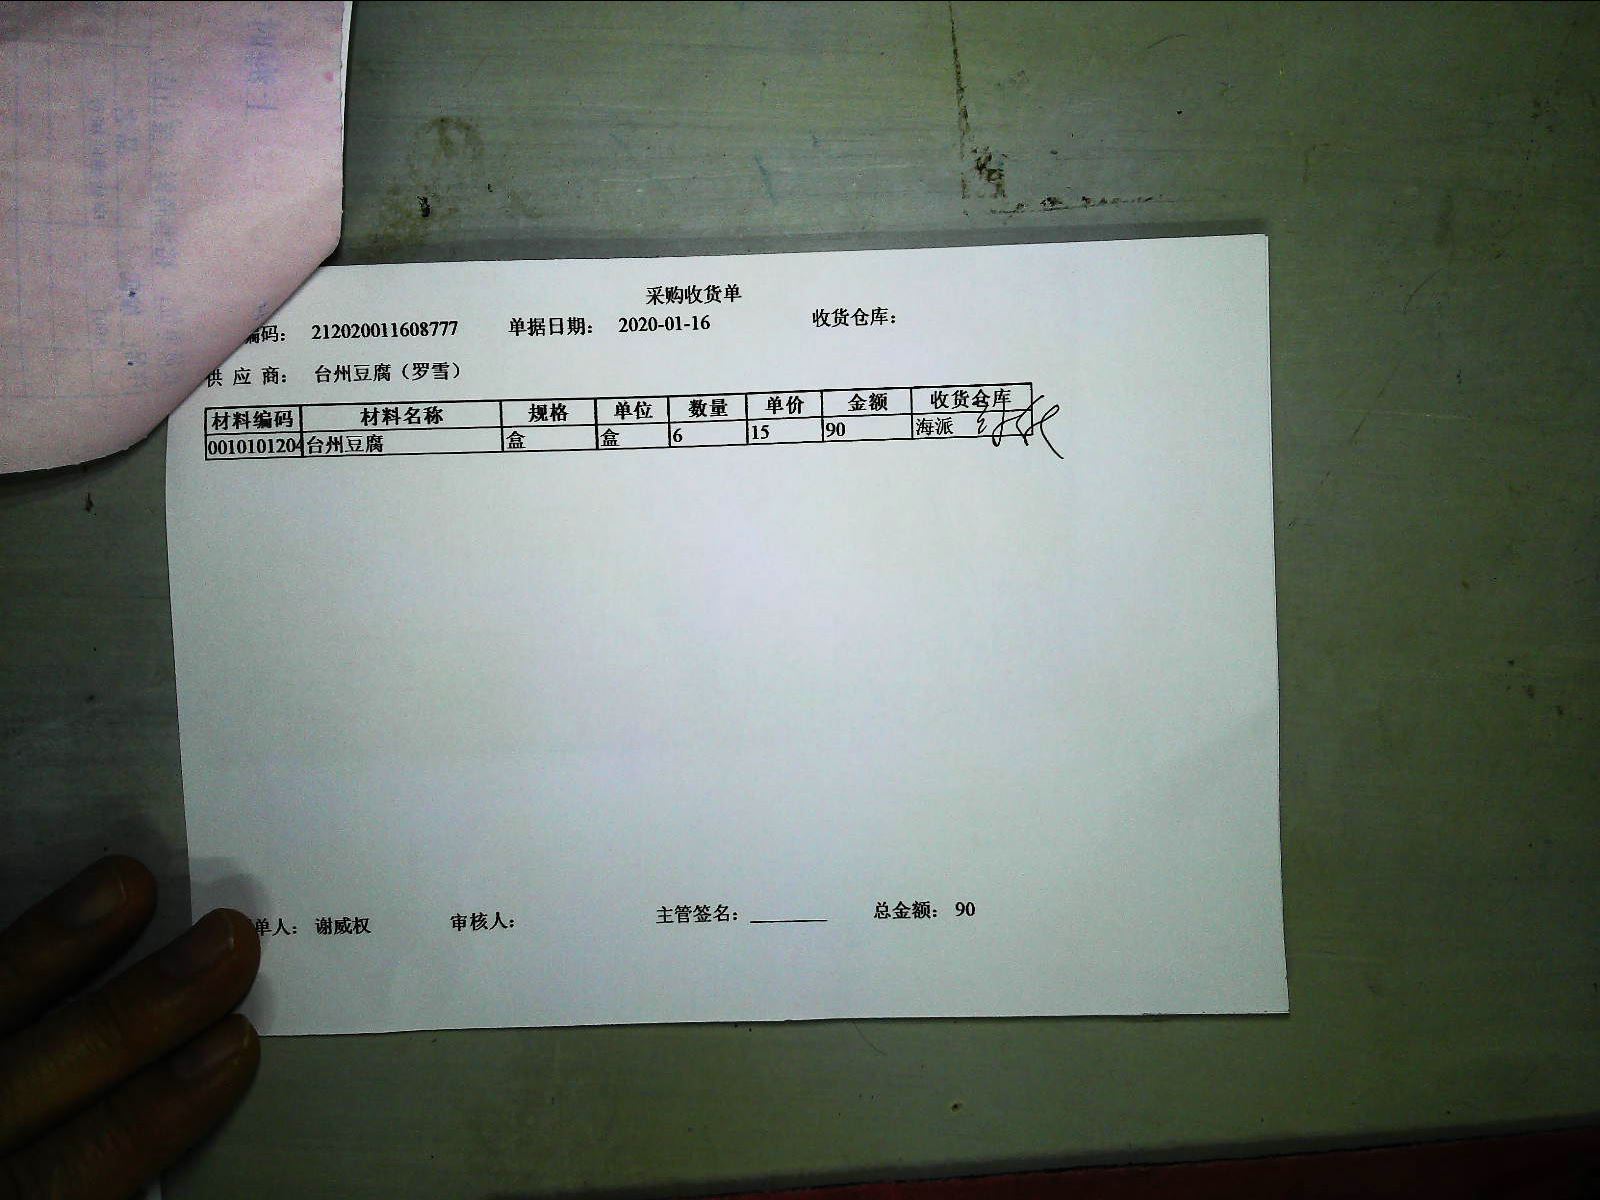 采购收货单
编码： 212020011608777 单据日期： 2020-01-16 收货仓库：
供 应 商： 台州豆腐（罗雪）
材料编码 材料名称 规格 单位 数量 单价 金额 收货仓库
0010101204 台州豆腐 盒 盒 6 15 90 海派
单人： 谢威权 审核人： 主管签名： 总金额： 90